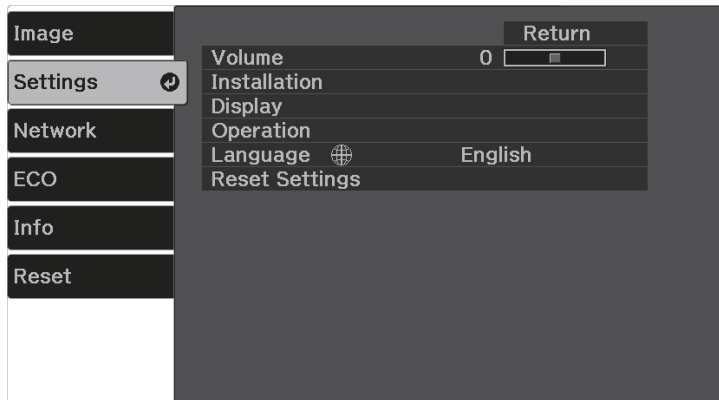 Image
Settings
Network
ECO
Info
Reset
Return
Volume 0
Installation
Display
Operation
Language English
Reset Settings